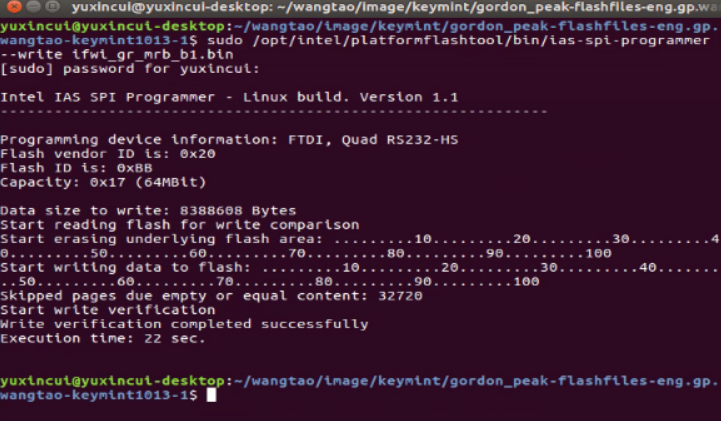 yuxincui@yuxincui-desktop: ~/wangtao/image/keymint/gordon_peak-flashfiles-eng.gp.wa
yuxincui@yuxincui-desktop:~/wangtao/image/keymint/gordon_peak-flashfiles-eng.gp.
wangtao-keymint1013-1$ sudo /opt/intel/platformflashtool/bin/ias-spi-programmer
--write ifwi_gr_mrb_b1.bin
[sudo] password for yuxincui:
Intel IAS SPI Programmer - Linux build. Version 1.1
-------------------------------------------------------
Programming device information: FTDI, Quad RS232-HS
Flash vendor ID is: 0x20
Flash ID is: 0xBB
Capacity: 0x17 (64MBit)
Data size to write: 8388608 Bytes
Start reading flash for write comparison
Start erasing underlying flash area: .........10.........20.........30.........4
0.........50.........60.........70.........80.........90.........100
Start writing data to flash: .........10.........20.........30.........40.......
..50.........60.........70.........80.........90.........100
Skipped pages due empty or equal content: 32720
Start write verification
Write verification completed successfully
Execution time: 22 sec.
yuxincui@yuxincui-desktop:~/wangtao/image/keymint/gordon_peak-flashfiles-eng.gp.
wangtao-keymint1013-1$